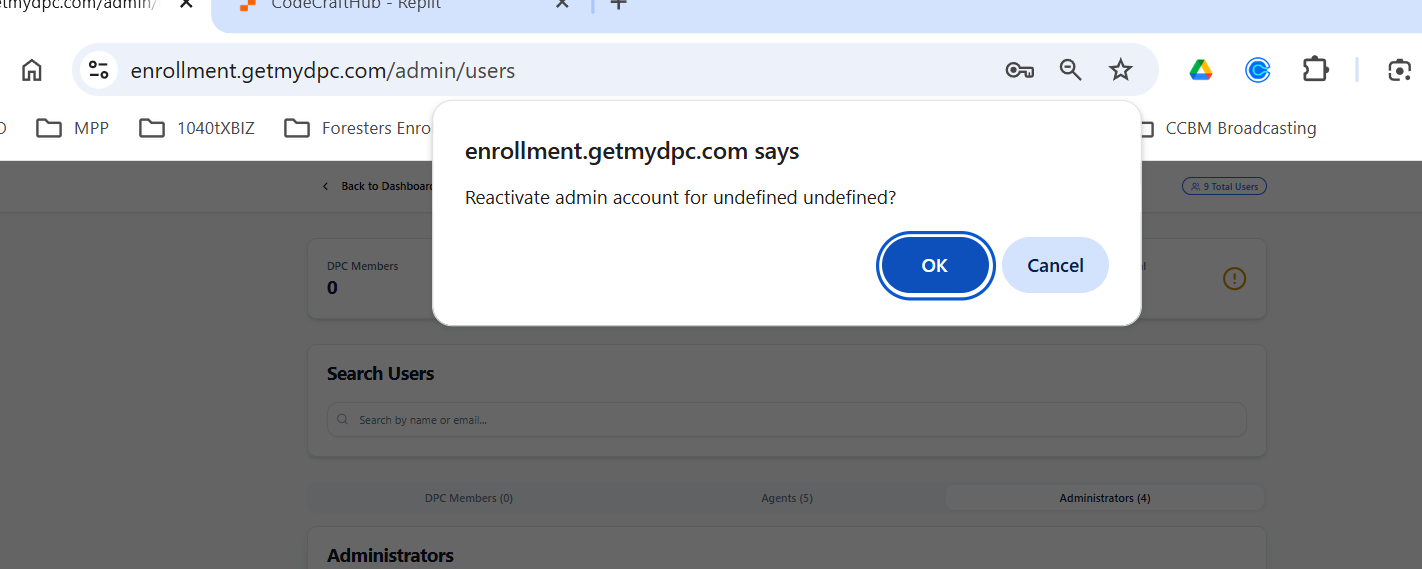 etmydpc.com/admin/
CodeCraftHub - Replit
enrollment.getmydpc.com/admin/users
MPP
1040tXBIZ
Foresters Enro
CCBM Broadcasting
enrollment.getmydpc.com says
Reactivate admin account for undefined undefined?
OK
Cancel
Back to Dashboard
9 Total Users
DPC Members
0
Search Users
Search by name or email...
DPC Members (0)
Agents (5)
Administrators (4)
Administrators